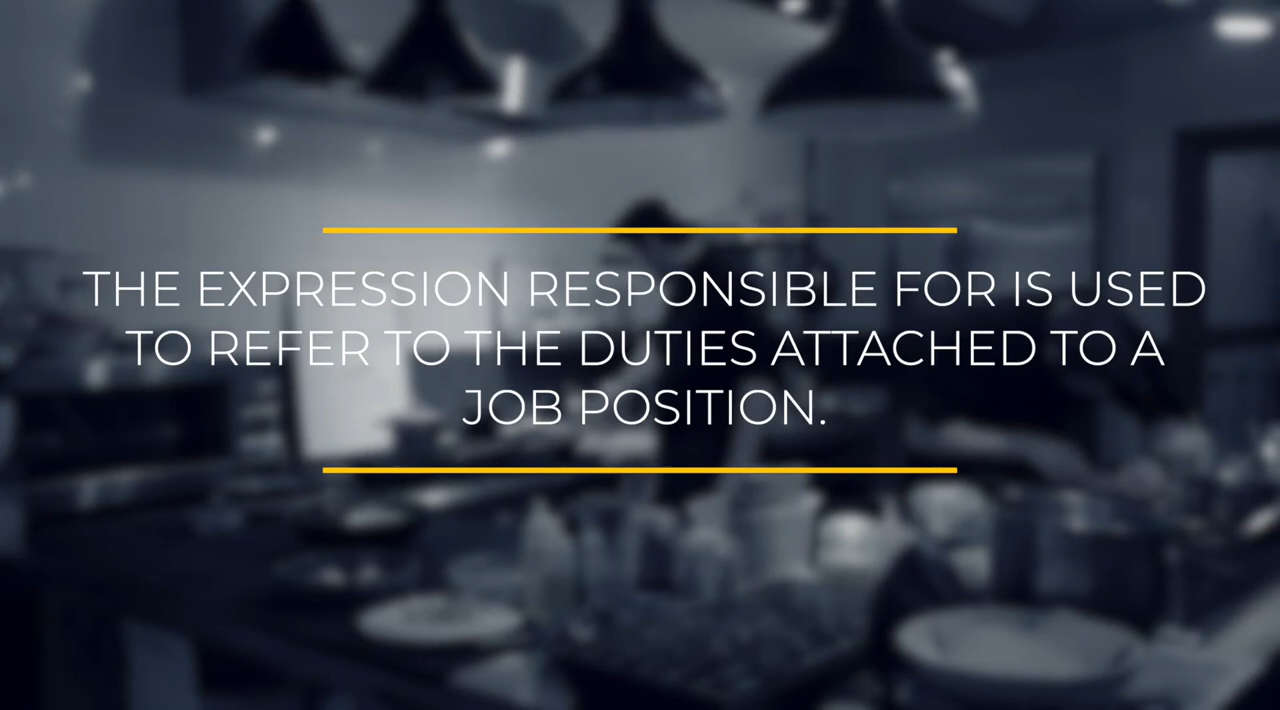 THE EXPRESSION RESPONSIBLE FOR IS USED
TO REFER TO THE DUTIES ATTACHED TO A
JOB POSITION.